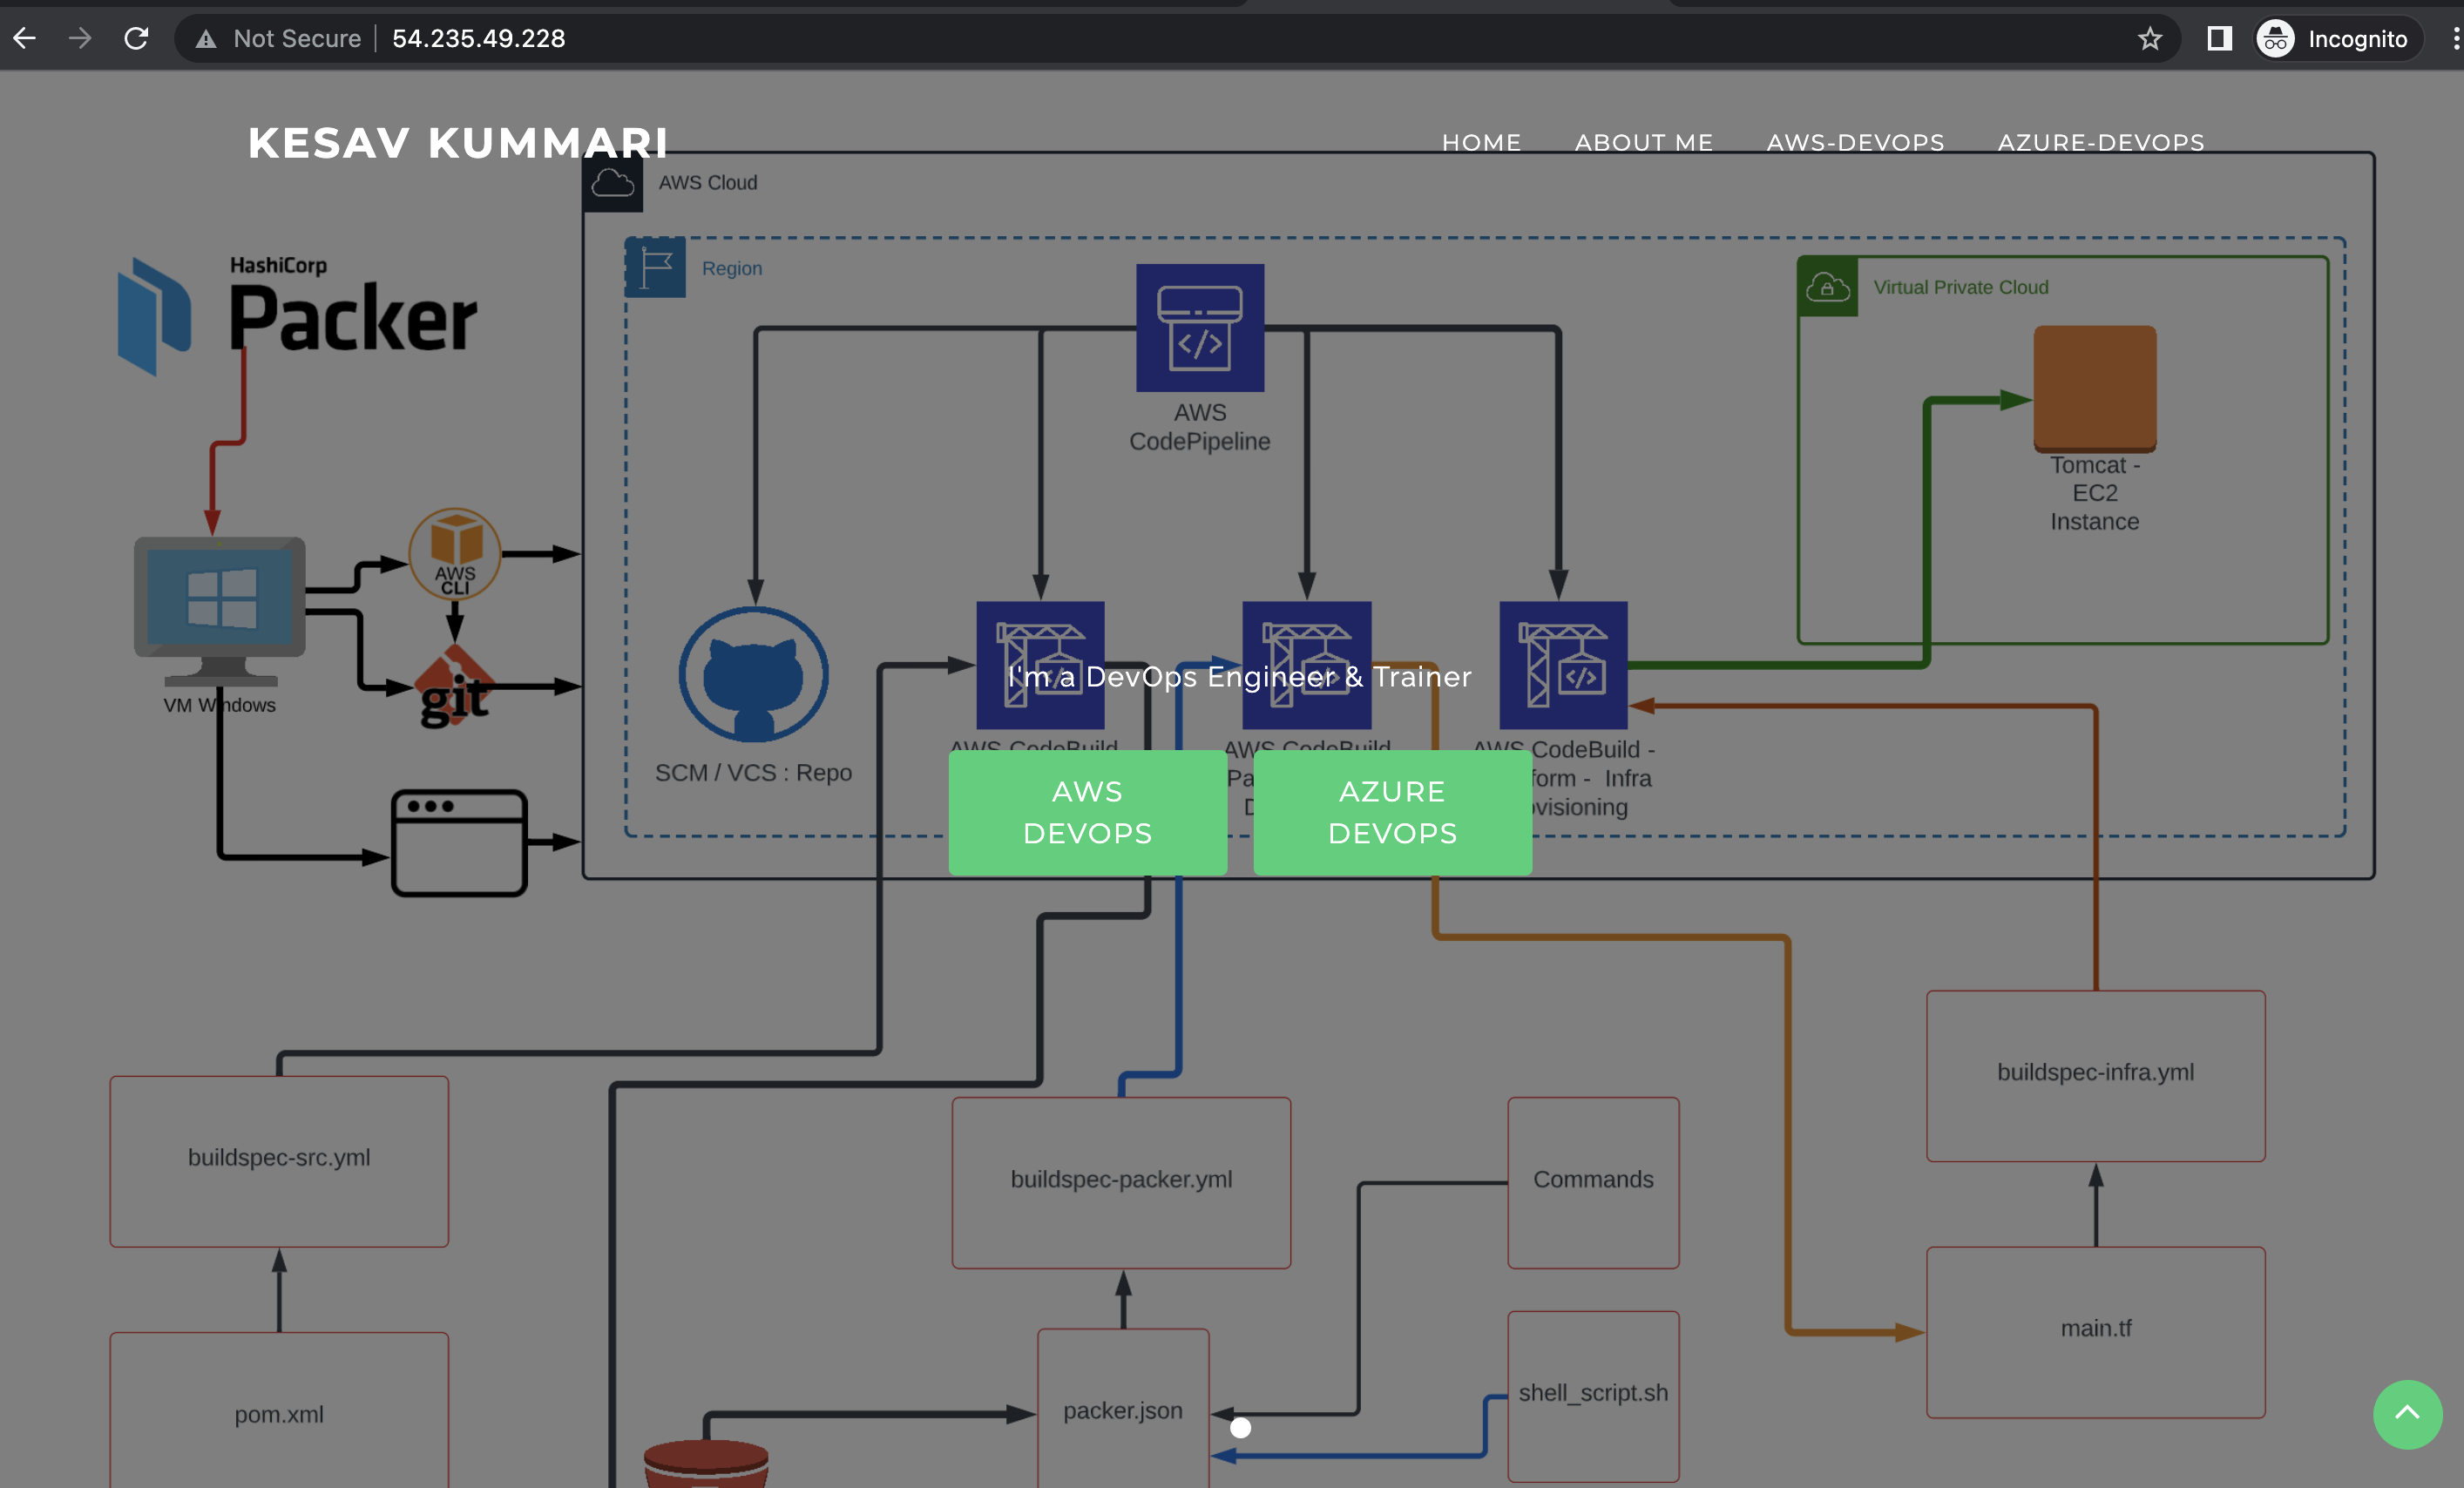 Not Secure
54.235.49.228
Incognito
KESAV KUMMARI
HOME
ABOUT ME
AWS-DEVOPS
AZURE-DEVOPS
AWS Cloud
HashiCorp
Packer
Region
Virtual Private Cloud
AWS
CodePipeline
Tomcat -
EC2
Instance
AWS
CLI
git
VM Windows
I'm a DevOps Engineer & Trainer
SCM / VCS : Repo
AWS CodeBuild
AWS CodeBuild
AWS CodeBuild -
Infra
AWS
DEVOPS
AZURE
DEVOPS
buildspec-src.yml
buildspec-packer.yml
Commands
buildspec-infra.yml
pom.xml
packer.json
shell_script.sh
main.tf